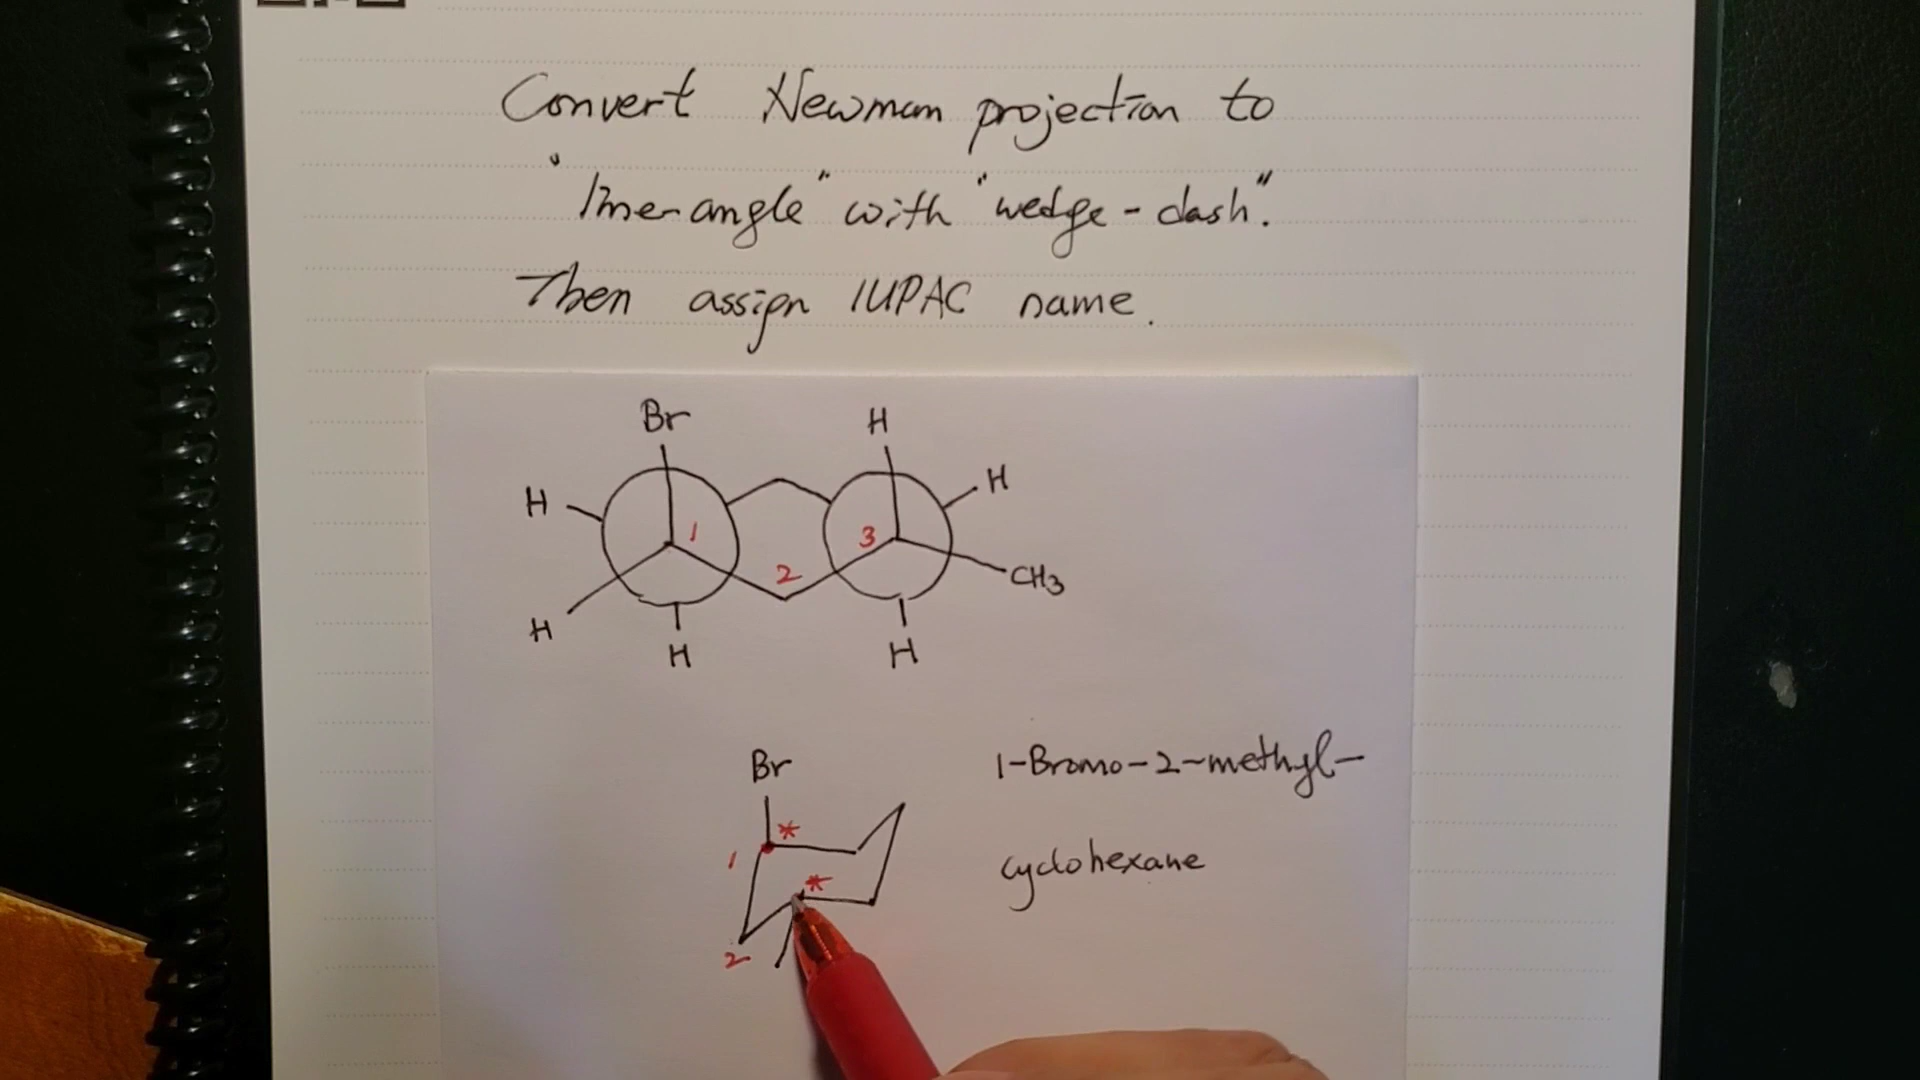 Convert Newman projection to
"line-angle" with "wedge-dash".
Then assign IUPAC name.
Br H
H H
1 3
2
CH3
H
H H
Br
1-Bromo-2-methyl-
*
1
cyclohexane
*
2